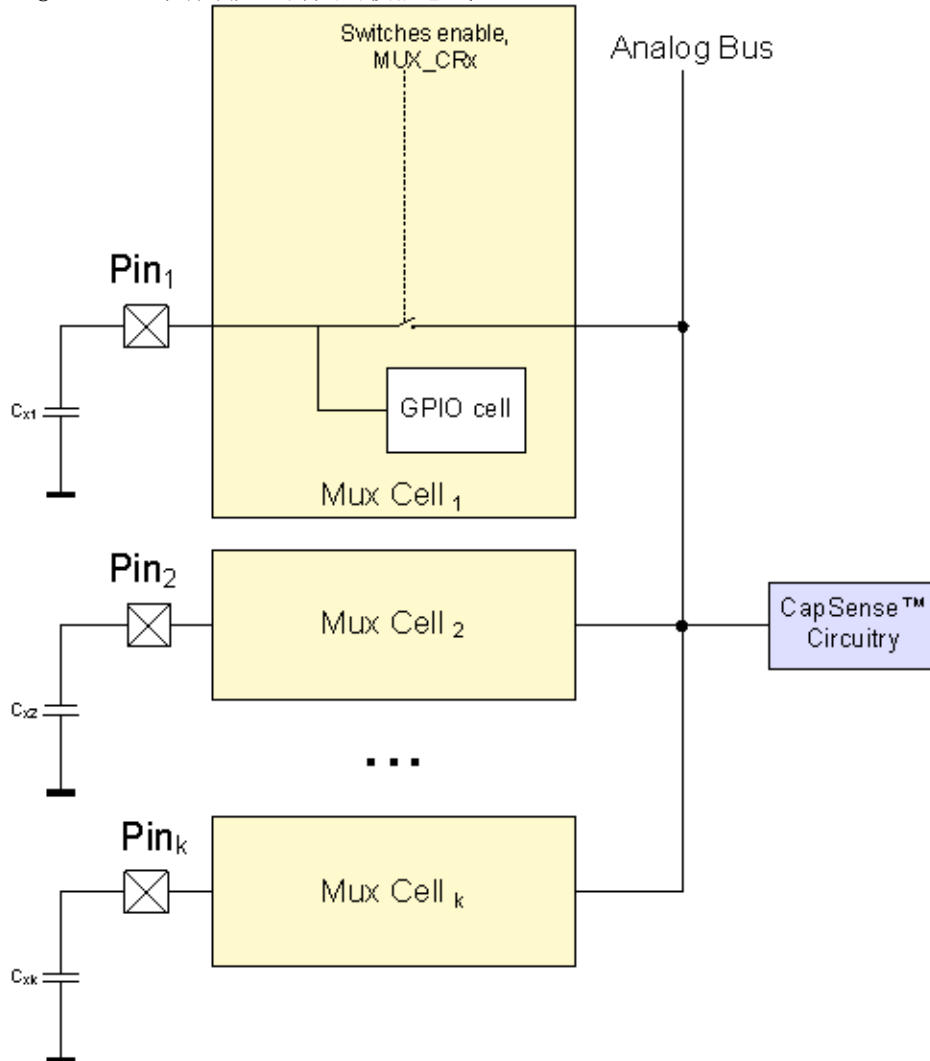 Switches enable,
MUX_CRx
Analog Bus
Pin1
Cx1
GPIO cell
Mux Cell 1
Pin2
Mux Cell 2
CapSense™
Circuitry
Cx2
...
Pink
Mux Cell k
Cxk